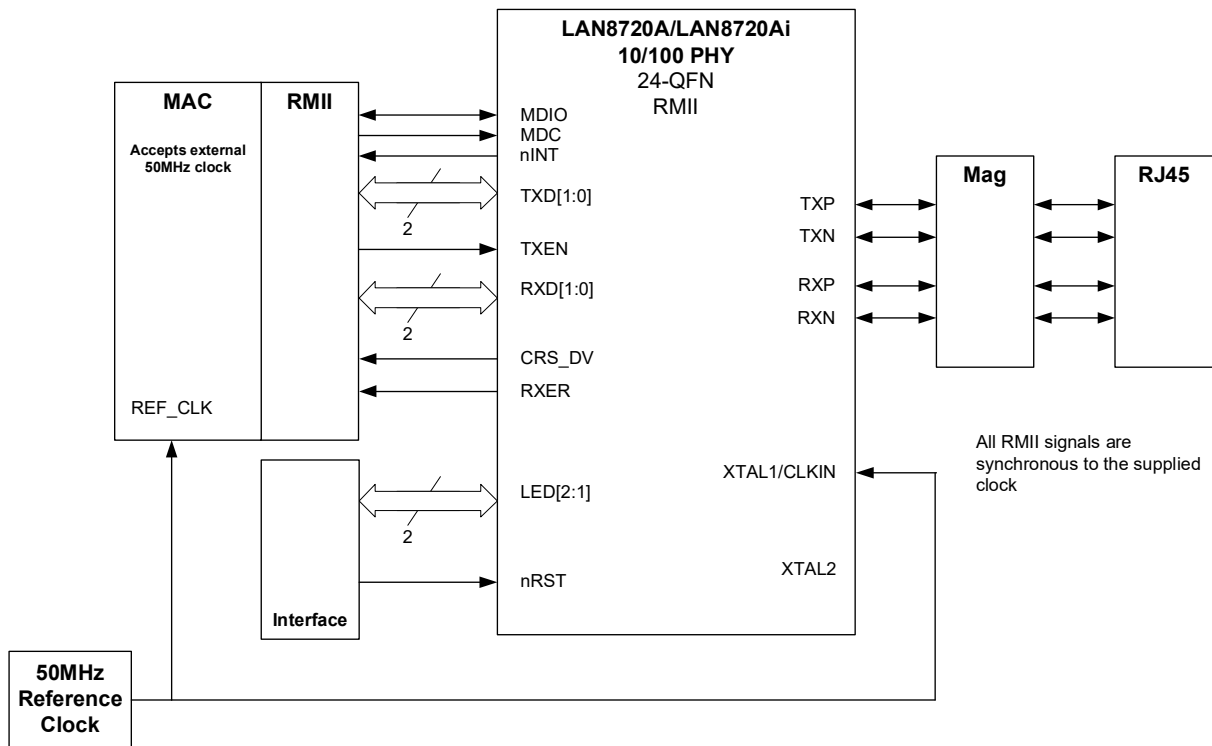 LAN8720A/LAN8720Ai
10/100 PHY
24-QFN
RMII
MAC
Accepts external
50MHz clock
REF_CLK
RMII
MDIO
MDC
nINT
TXD[1:0]
2
TXEN
RXD[1:0]
2
CRS_DV
RXER
LED[2:1]
2
nRST
Interface
TXP
TXN
RXP
RXN
XTAL1/CLKIN
XTAL2
Mag
RJ45
All RMII signals are
synchronous to the supplied
clock
50MHz
Reference
Clock